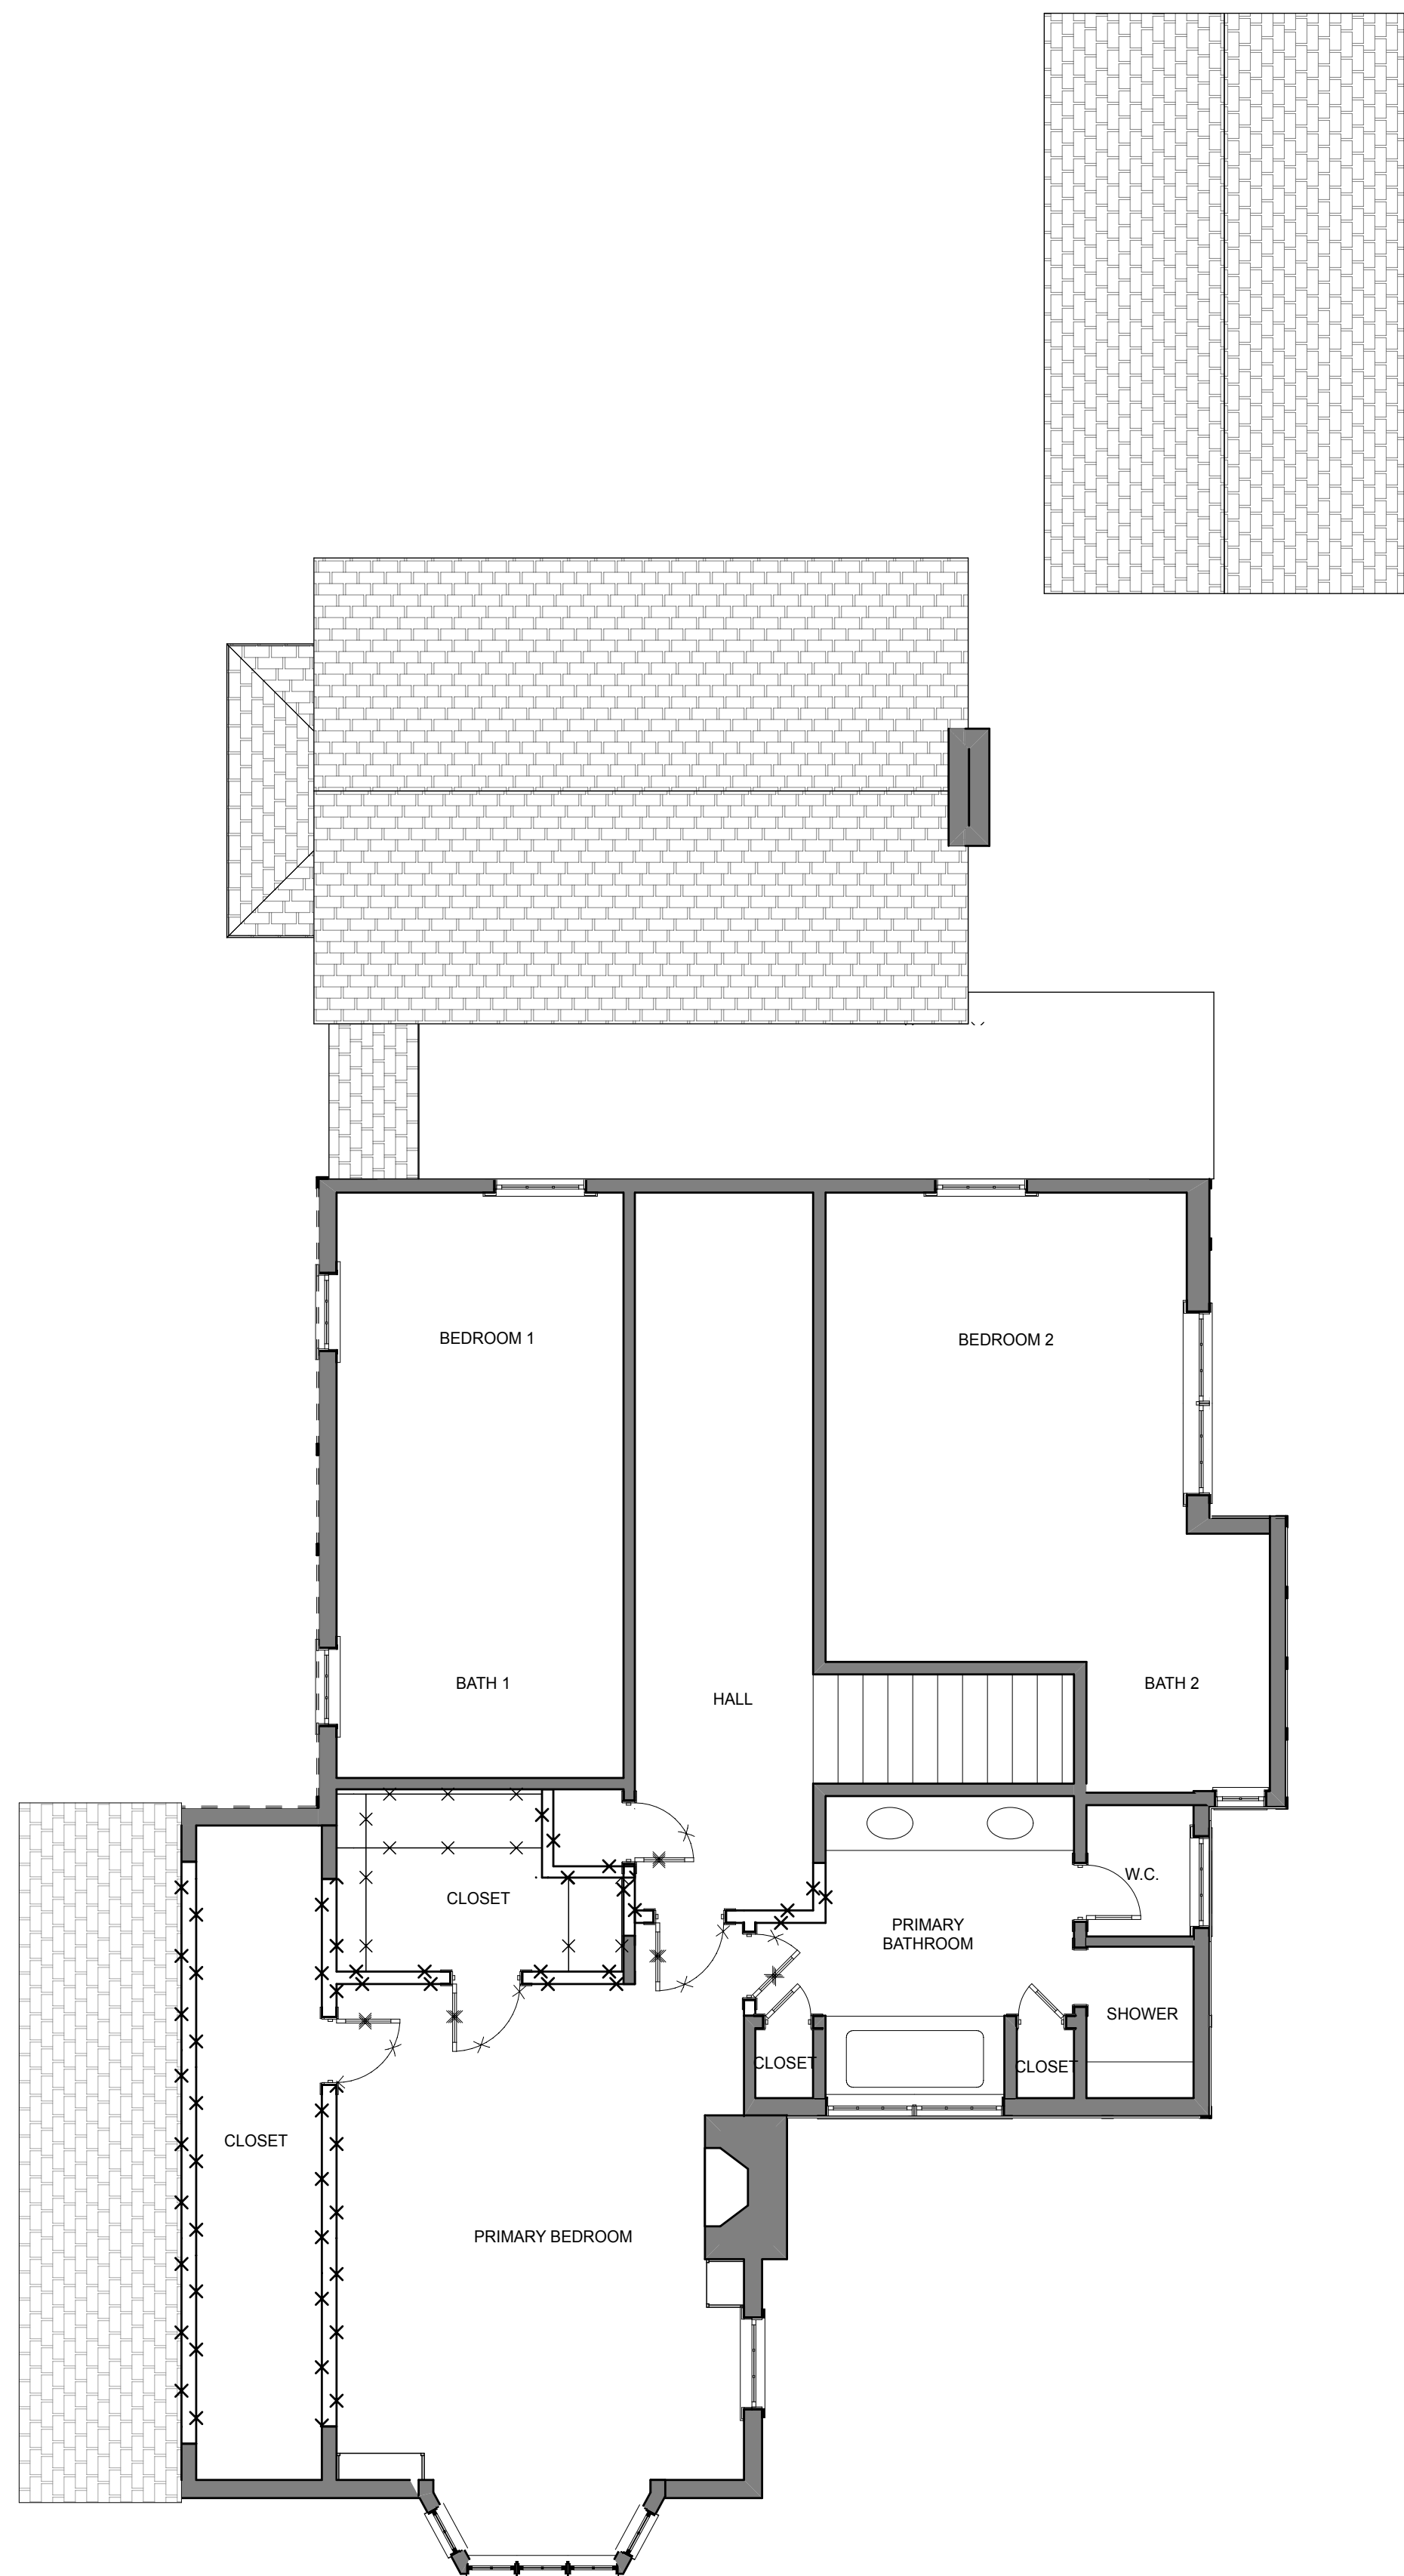 BEDROOM 1
BEDROOM 2
BATH 1
HALL
BATH 2
CLOSET
W.C.
PRIMARY
BATHROOM
SHOWER
CLOSET
CLOSET
CLOSET
PRIMARY BEDROOM